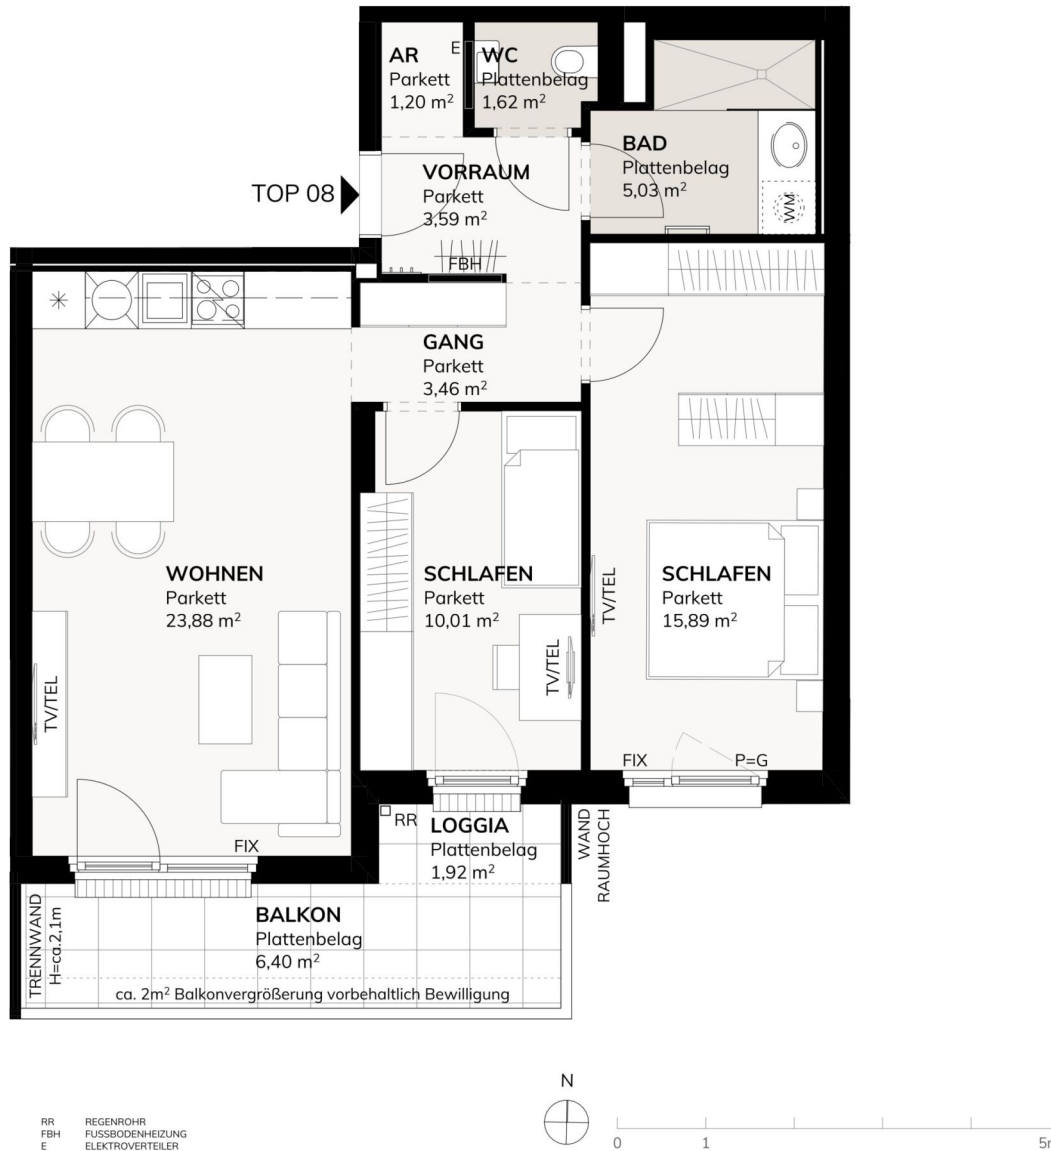 AR
Parkett
1,20 m²
E
WC
Plattenbelag
1,62 m²
BAD
Plattenbelag
5,03 m²
WM
TOP 08
VORRAUM
Parkett
3,59 m²
FBH
GANG
Parkett
3,46 m²
WOHNEN
Parkett
23,88 m²
TV/TEL
FIX
SCHLAFEN
Parkett
10,01 m²
TV/TEL
SCHLAFEN
Parkett
15,89 m²
TV/TEL
FIX
P=G
RR
LOGGIA
Plattenbelag
1,92 m²
WAND
RAUMHOCH
TRENNWAND
H=ca.2,1m
BALKON
Plattenbelag
6,40 m²
ca. 2m² Balkonvergrößerung vorbehaltlich Bewilligung
N
RR REGENROHR
FBH FUSSBODENHEIZUNG
E ELEKTROVERTEILER
0 1 5